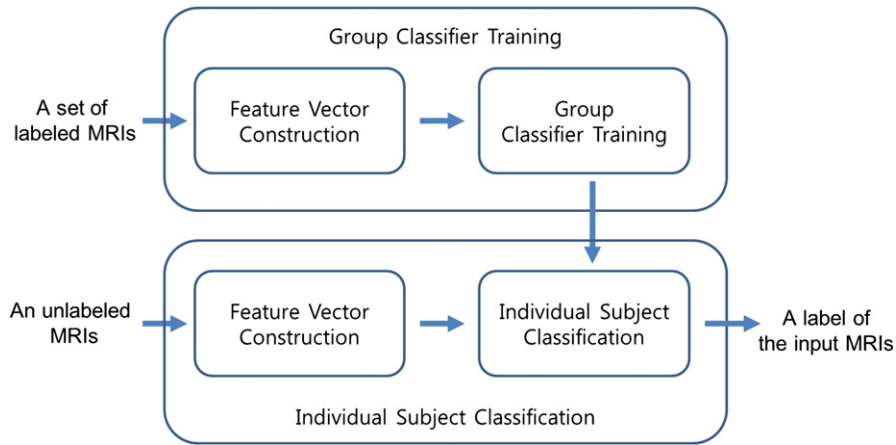 Group Classifier Training
A set of
labeled MRIs
Feature Vector
Construction
Group
Classifier Training
An unlabeled
MRIs
Feature Vector
Construction
Individual Subject
Classification
A label of
the input MRIs
Individual Subject Classification